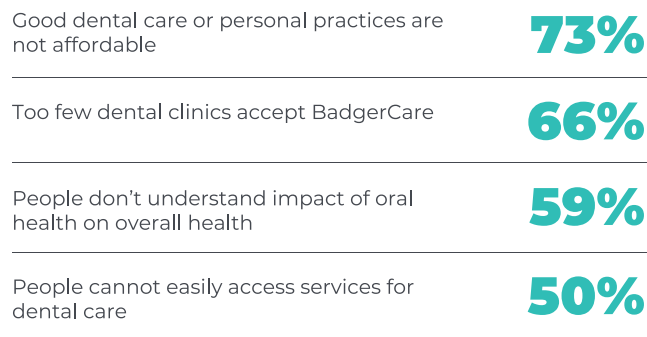 Good dental care or personal practices are
not affordable
73%
Too few dental clinics accept BadgerCare
66%
People don’t understand impact of oral
health on overall health
59%
People cannot easily access services for
dental care
50%